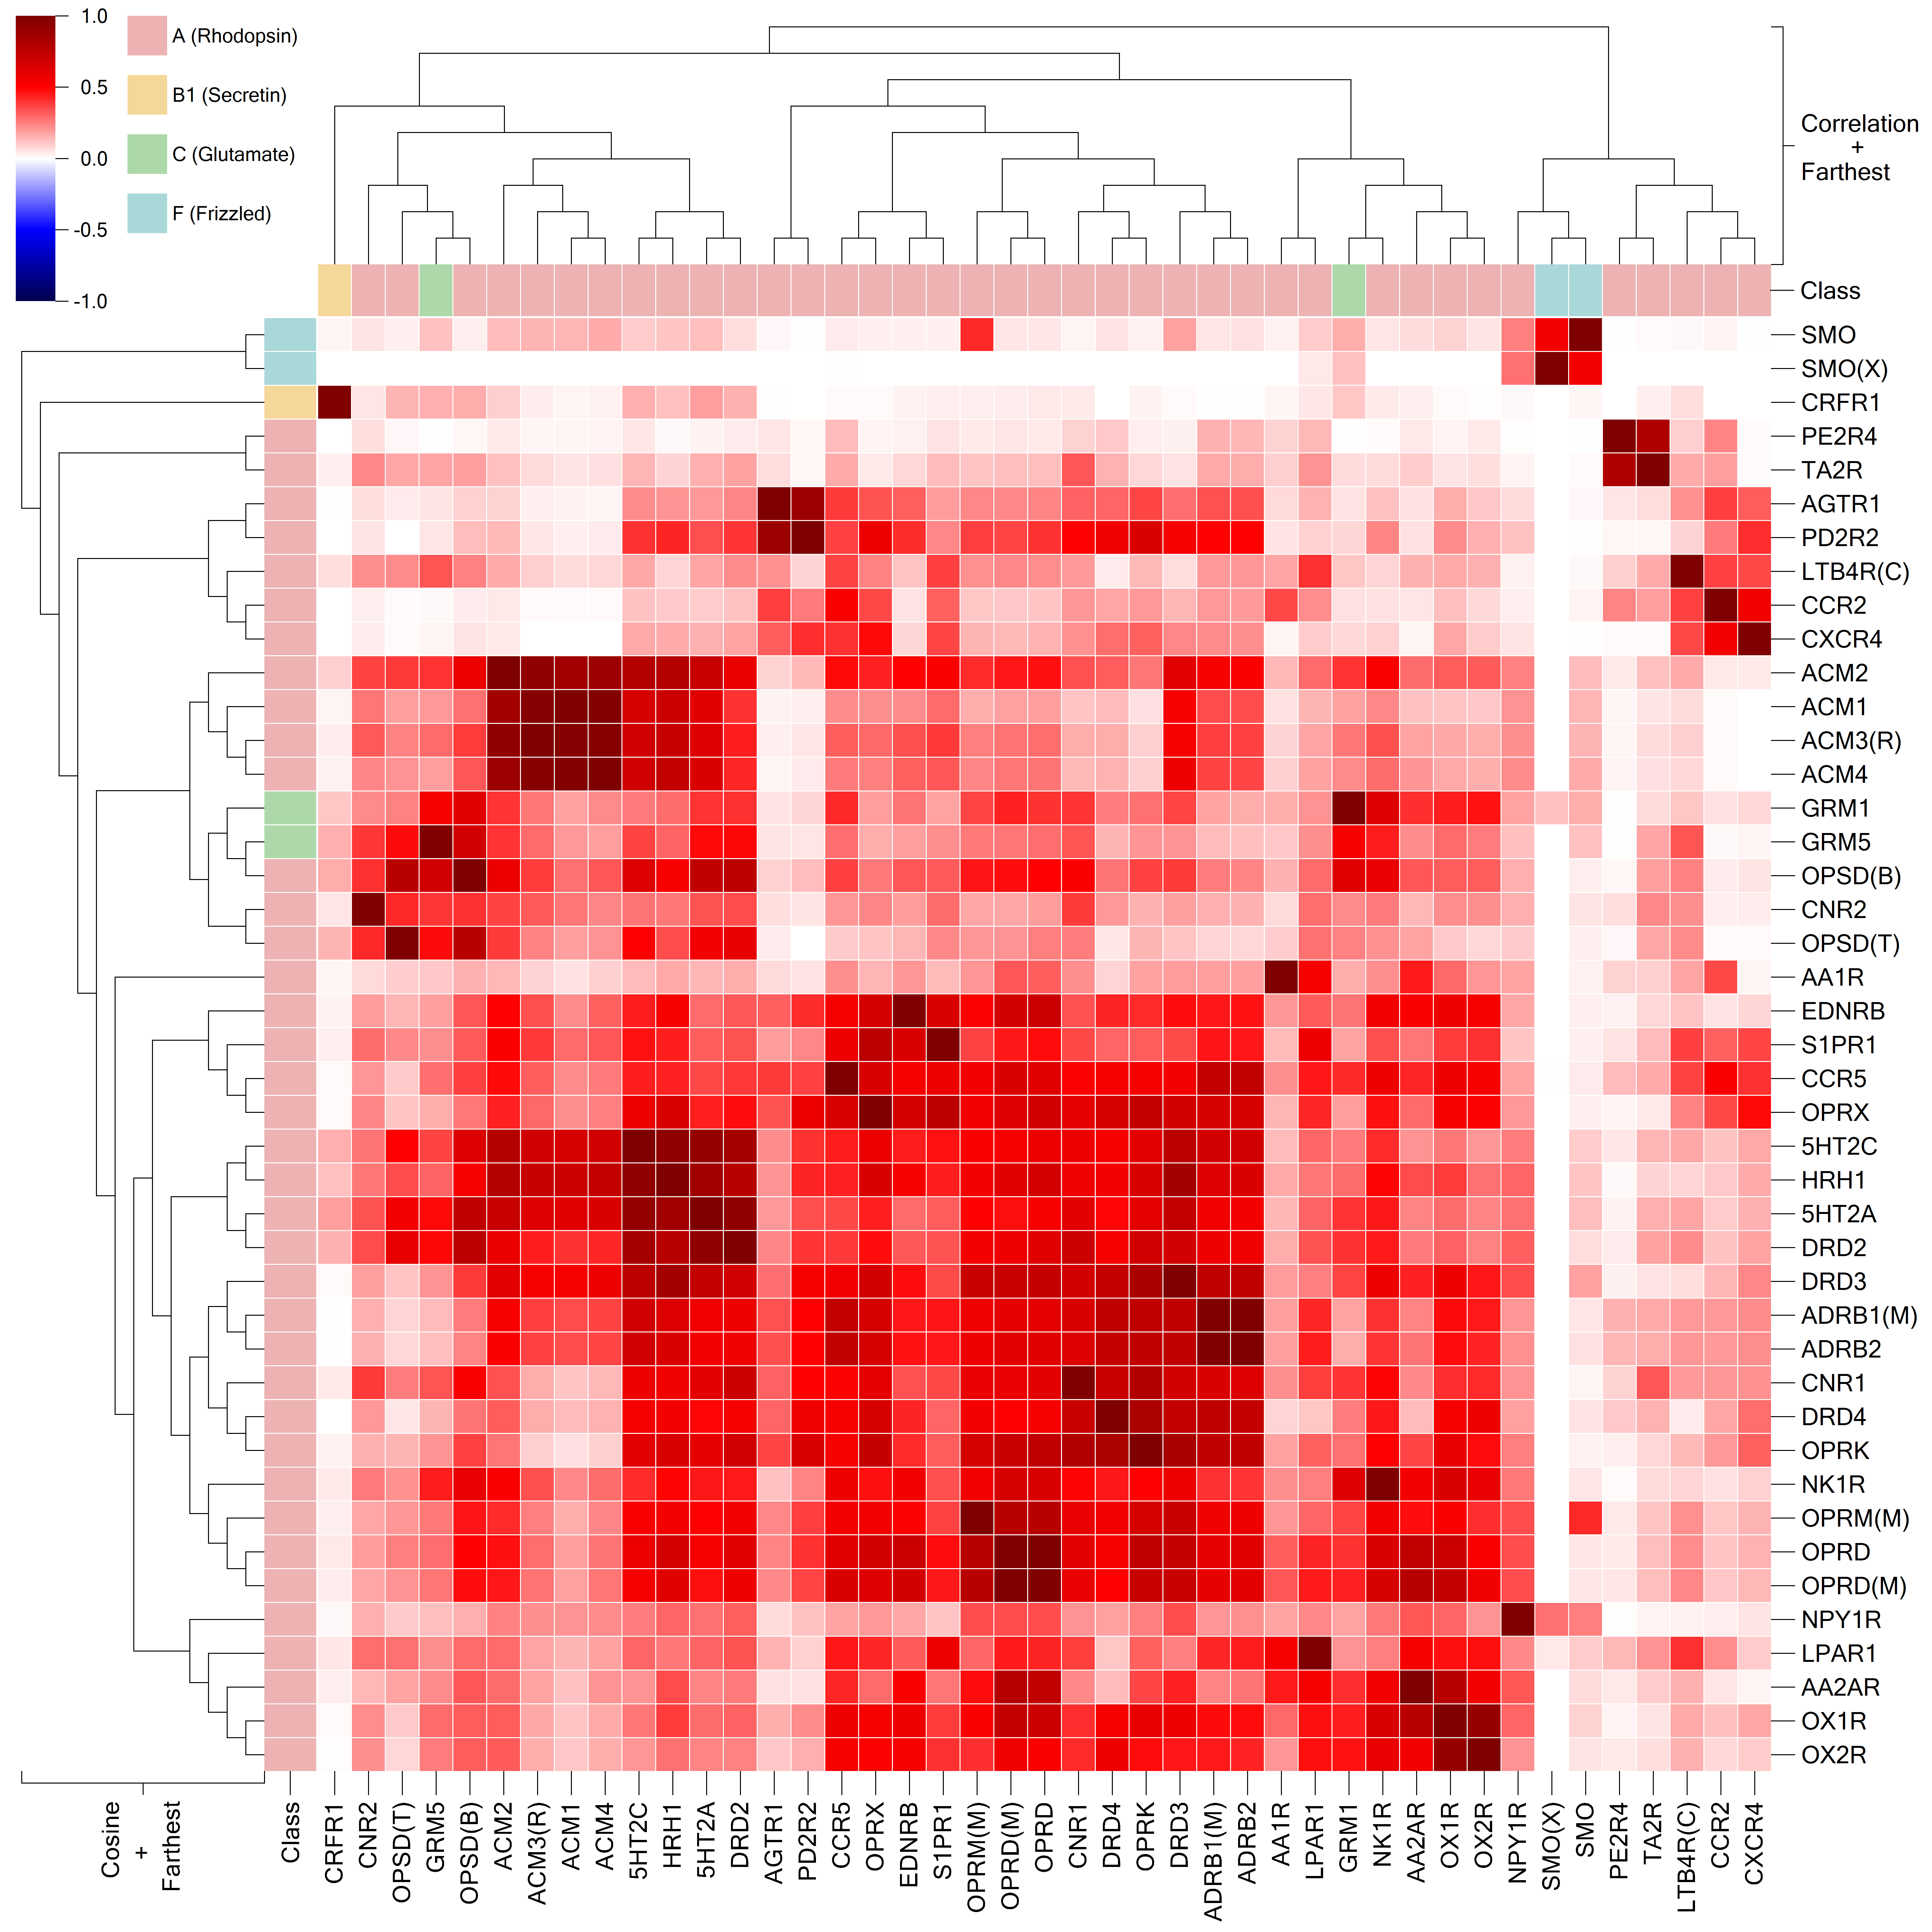 1.0
0.5
0.0
-0.5
-1.0
A (Rhodopsin)
B1 (Secretin)
C (Glutamate)
F (Frizzled)
Correlation
+
Farthest
Class
SMO
SMO(X)
CRFR1
PE2R4
TA2R
AGTR1
PD2R2
LTB4R(C)
CCR2
CXCR4
ACM2
ACM1
ACM3(R)
ACM4
GRM1
GRM5
OPSD(B)
CNR2
OPSD(T)
AA1R
EDNRB
S1PR1
CCR5
OPRX
5HT2C
HRH1
5HT2A
DRD2
DRD3
ADRB1(M)
ADRB2
CNR1
DRD4
OPRK
NK1R
OPRM(M)
OPRD
OPRD(M)
NPY1R
LPAR1
AA2AR
OX1R
OX2R
Cosine
+
Farthest
Class
CRFR1
CNR2
OPSD(T)
GRM5
OPSD(B)
ACM2
ACM3(R)
ACM1
ACM4
5HT2C
HRH1
5HT2A
DRD2
AGTR1
PD2R2
CCR5
OPRX
EDNRB
S1PR1
OPRM(M)
OPRD(M)
OPRD
CNR1
DRD4
OPRK
DRD3
ADRB1(M)
ADRB2
AA1R
LPAR1
GRM1
NK1R
AA2AR
OX1R
OX2R
NPY1R
SMO(X)
SMO
PE2R4
TA2R
LTB4R(C)
CCR2
CXCR4